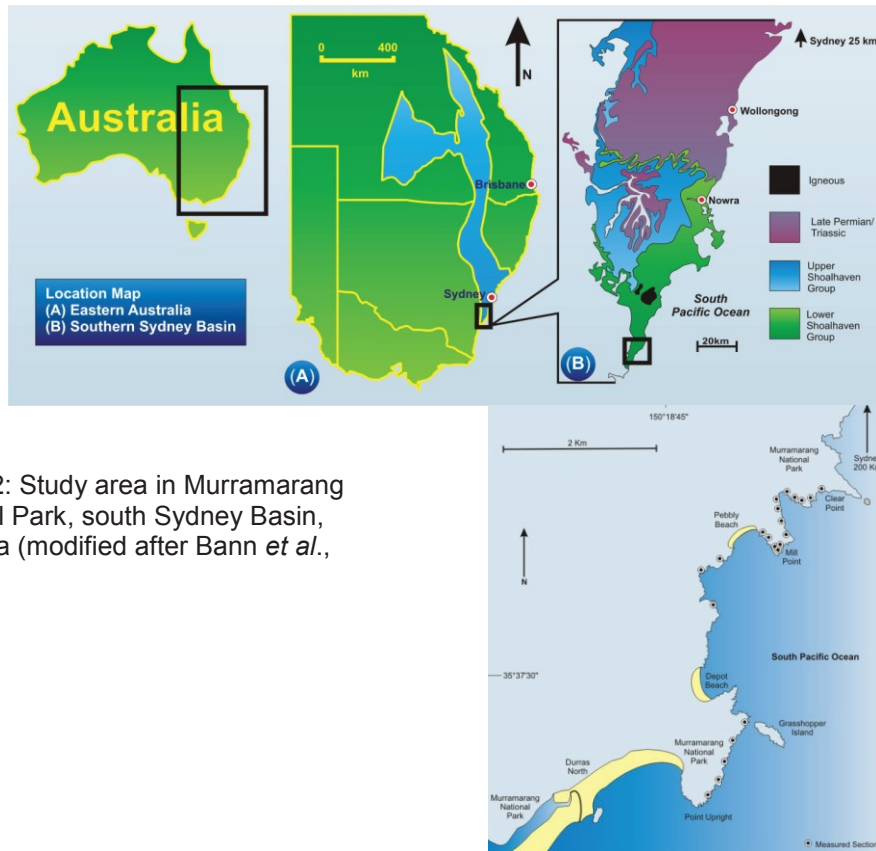 Australia
Location Map
(A) Eastern Australia
(B) Southern Sydney Basin
0 400
km
N
Brisbane
Sydney
(A)
Sydney 25 km
Wollongong
Nowra
South
Pacific Ocean
20km
(B)
Igneous
Late Permian/
Triassic
Upper
Shoalhaven
Group
Lower
Shoalhaven
Group
2: Study area in Murramarang
l Park, south Sydney Basin,
a (modified after Bann et al.,
150°18'45"
2 Km
Murramarang
National
Park
Sydne
200 K
Clear
Point
Pebbly
Beach
Mill
Point
N
South Pacific Ocean
35°37'30"
Depot
Beach
Grasshopper
Island
Murramarang
National
Park
Durras
North
Murramarang
National
Park
Point Upright
Measured Section